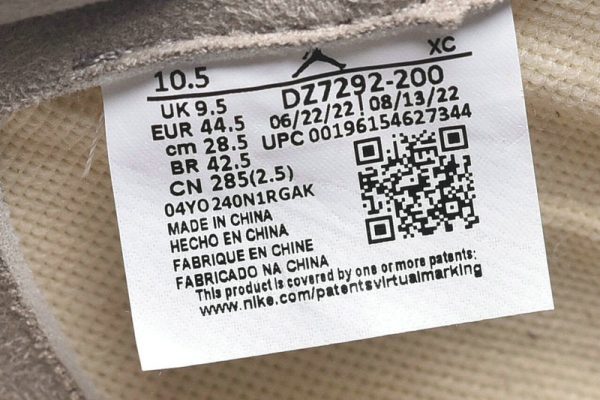 10.5 XC
UK 9.5 DZ7292-200
EUR 44.5 06/22/22 | 08/13/22
cm 28.5 UPC 00196154627344
BR 42.5
CN 285(2.5)
04YO 240N1RGAK
MADE IN CHINA
HECHO EN CHINA
FABRIQUE EN CHINE
FABRICADO NA CHINA
This product is covered by one or more patents:
www.nike.com/patentsvirtualmarking